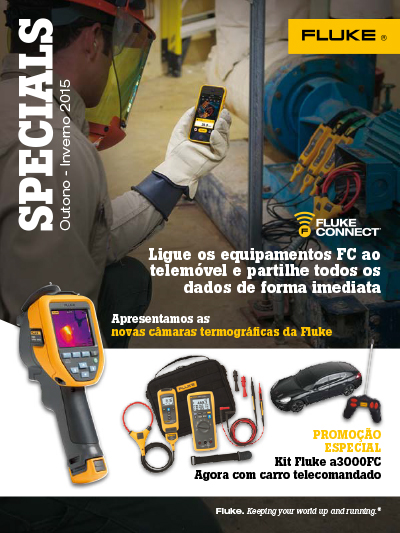 FLUKE ®
SPECIALS
Outono - Inverno 2015
FLUKE
CONNECT
Ligue os equipamentos FC ao
telemóvel e partilhe todos os
dados de forma imediata
Apresentamos as
novas câmaras termográficas da Fluke
FLUKE
FLUKE
PROMOÇÃO
ESPECIAL
Kit Fluke a3000FC
Agora com carro telecomandado
Fluke. Keeping your world up and running.®